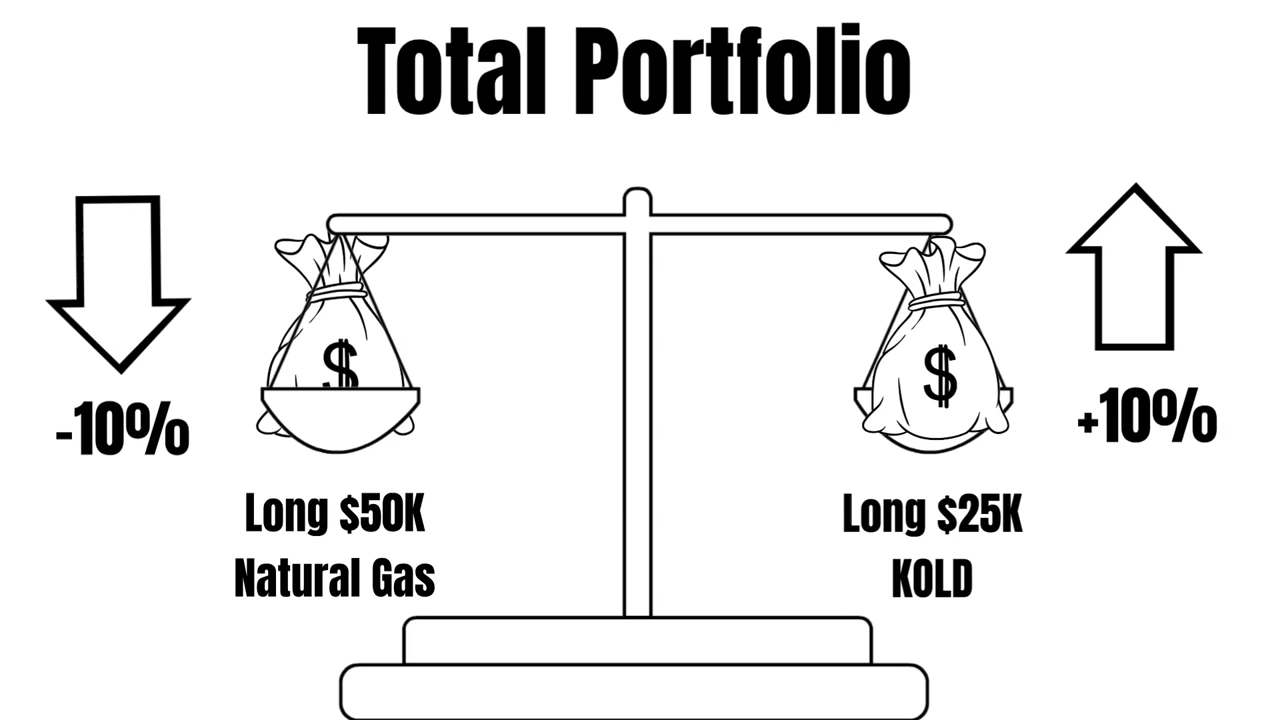 Total Portfolio
-10%
$
$
+10%
Long $50K
Natural Gas
Long $25K
KOLD